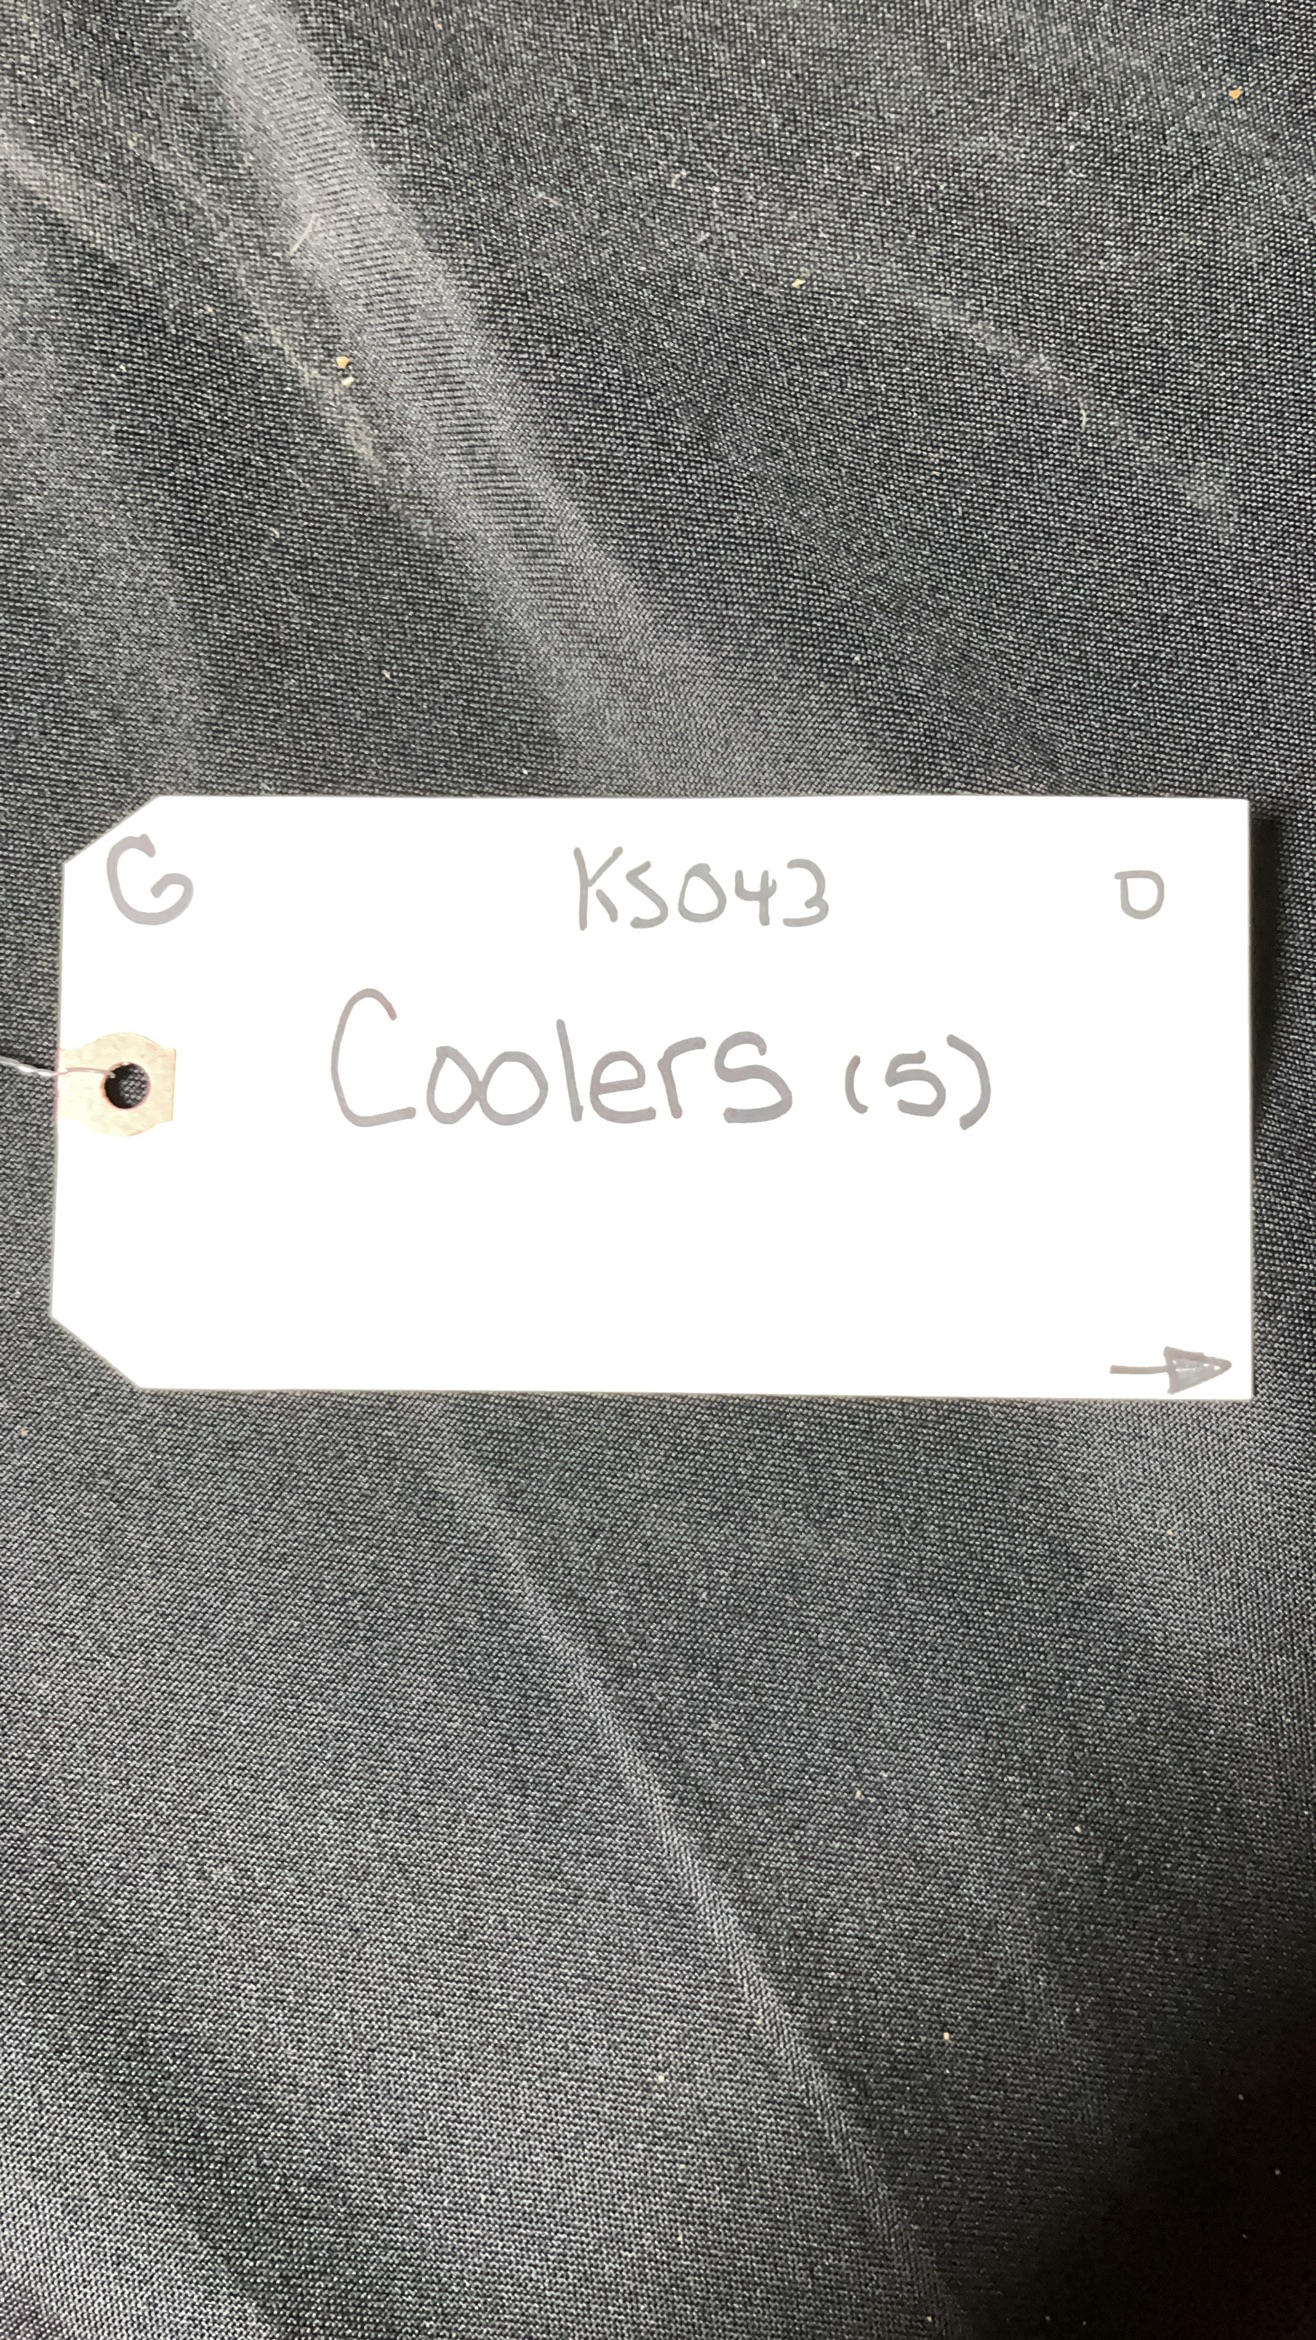 G KS043 D
Coolers (5)
→